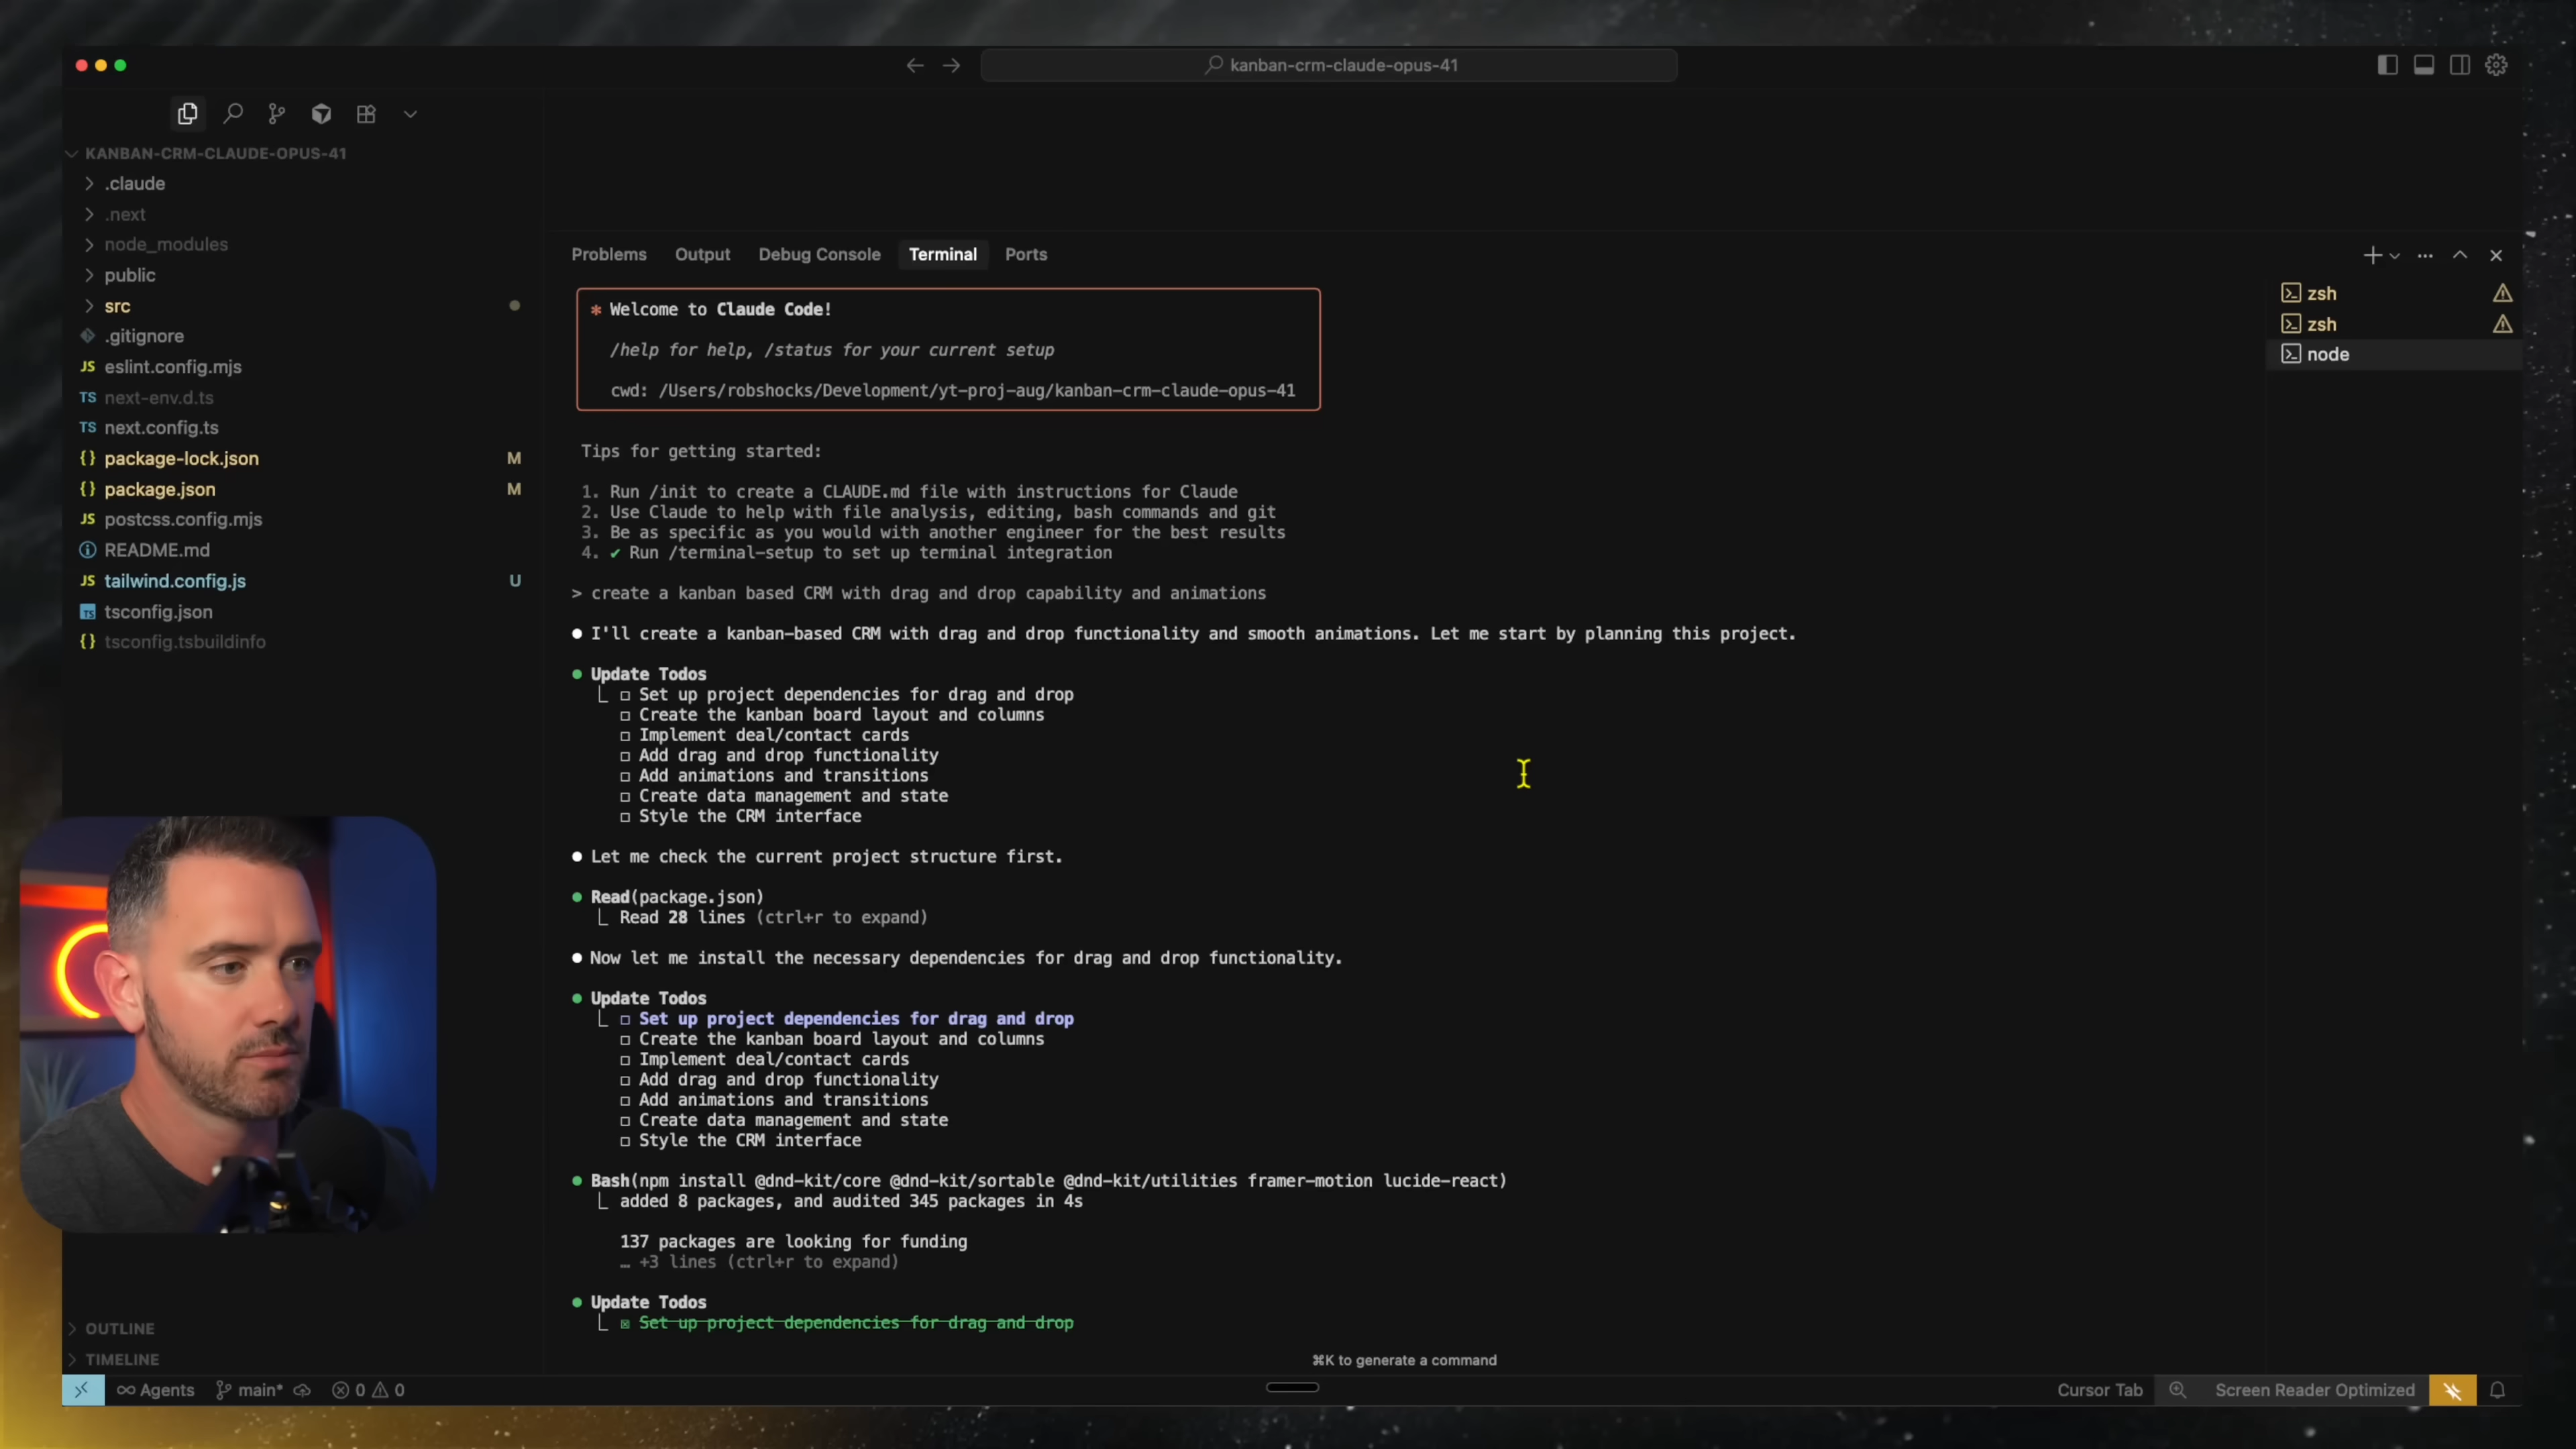 kanban-crm-claude-opus-41
KANBAN-CRM-CLAUDE-OPUS-41
.claude
.next
node_modules
public
src
.gitignore
JS eslint.config.mjs
TS next-env.d.ts
TS next.config.ts
{} package-lock.json M
{} package.json M
JS postcss.config.mjs
README.md
JS tailwind.config.js U
TS tsconfig.json
{} tsconfig.tsbuildinfo
OUTLINE
TIMELINE
Problems Output Debug Console Terminal Ports
* Welcome to Claude Code!
/help for help, /status for your current setup
cwd: /Users/robshocks/Development/yt-proj-aug/kanban-crm-claude-opus-41
Tips for getting started:
1. Run /init to create a CLAUDE.md file with instructions for Claude
2. Use Claude to help with file analysis, editing, bash commands and git
3. Be as specific as you would with another engineer for the best results
4. ✔ Run /terminal-setup to set up terminal integration
> create a kanban based CRM with drag and drop capability and animations
● I'll create a kanban-based CRM with drag and drop functionality and smooth animations. Let me start by planning this project.
● Update Todos
⎿ ☐ Set up project dependencies for drag and drop
☐ Create the kanban board layout and columns
☐ Implement deal/contact cards
☐ Add drag and drop functionality
☐ Add animations and transitions
☐ Create data management and state
☐ Style the CRM interface
● Let me check the current project structure first.
● Read(package.json)
⎿ Read 28 lines (ctrl+r to expand)
● Now let me install the necessary dependencies for drag and drop functionality.
● Update Todos
⎿ ☐ Set up project dependencies for drag and drop
☐ Create the kanban board layout and columns
☐ Implement deal/contact cards
☐ Add drag and drop functionality
☐ Add animations and transitions
☐ Create data management and state
☐ Style the CRM interface
● Bash(npm install @dnd-kit/core @dnd-kit/sortable @dnd-kit/utilities framer-motion lucide-react)
⎿ added 8 packages, and audited 345 packages in 4s
137 packages are looking for funding
… +3 lines (ctrl+r to expand)
● Update Todos
⎿ ☒ Set up project dependencies for drag and drop
⌘K to generate a command
zsh
zsh
node
Agents main* 0 0
Cursor Tab Screen Reader Optimized